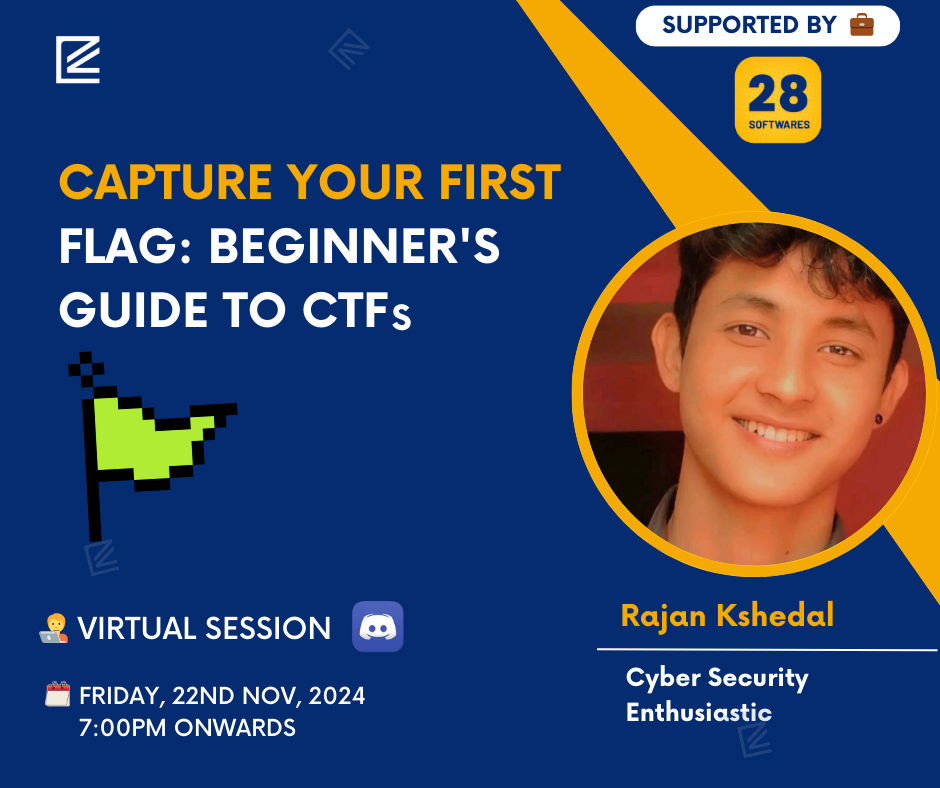 SUPPORTED BY
28
SOFTWARES
CAPTURE YOUR FIRST
FLAG: BEGINNER'S
GUIDE TO CTFs
VIRTUAL SESSION
FRIDAY, 22ND NOV, 2024
7:00PM ONWARDS
Rajan Kshedal
Cyber Security
Enthusiastic